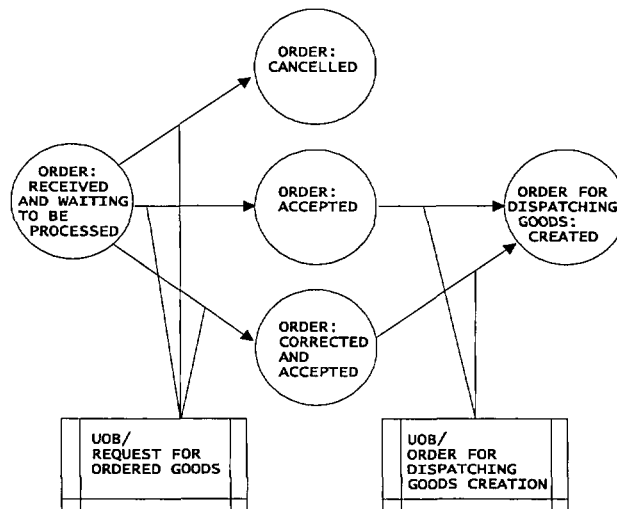 ORDER:
CANCELLED
ORDER:
RECEIVED
AND WAITING
TO BE
PROCESSED
ORDER:
ACCEPTED
ORDER FOR
DISPATCHING
GOODS:
CREATED
ORDER:
CORRECTED
AND
ACCEPTED
UOB/
REQUEST FOR
ORDERED GOODS
UOB/
ORDER FOR
DISPATCHING
GOODS CREATION